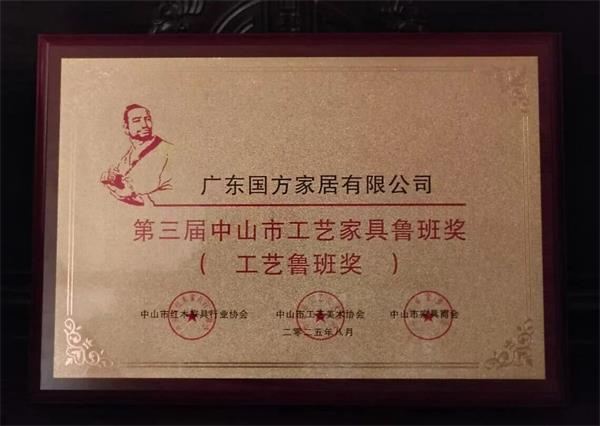 广东国方家居有限公司
第三届中山市工艺家具鲁班奖
（ 工艺鲁班奖 ）
中山市红木家具行业协会 中山市工艺美术协会 中山市家具商会
二零二五年八月